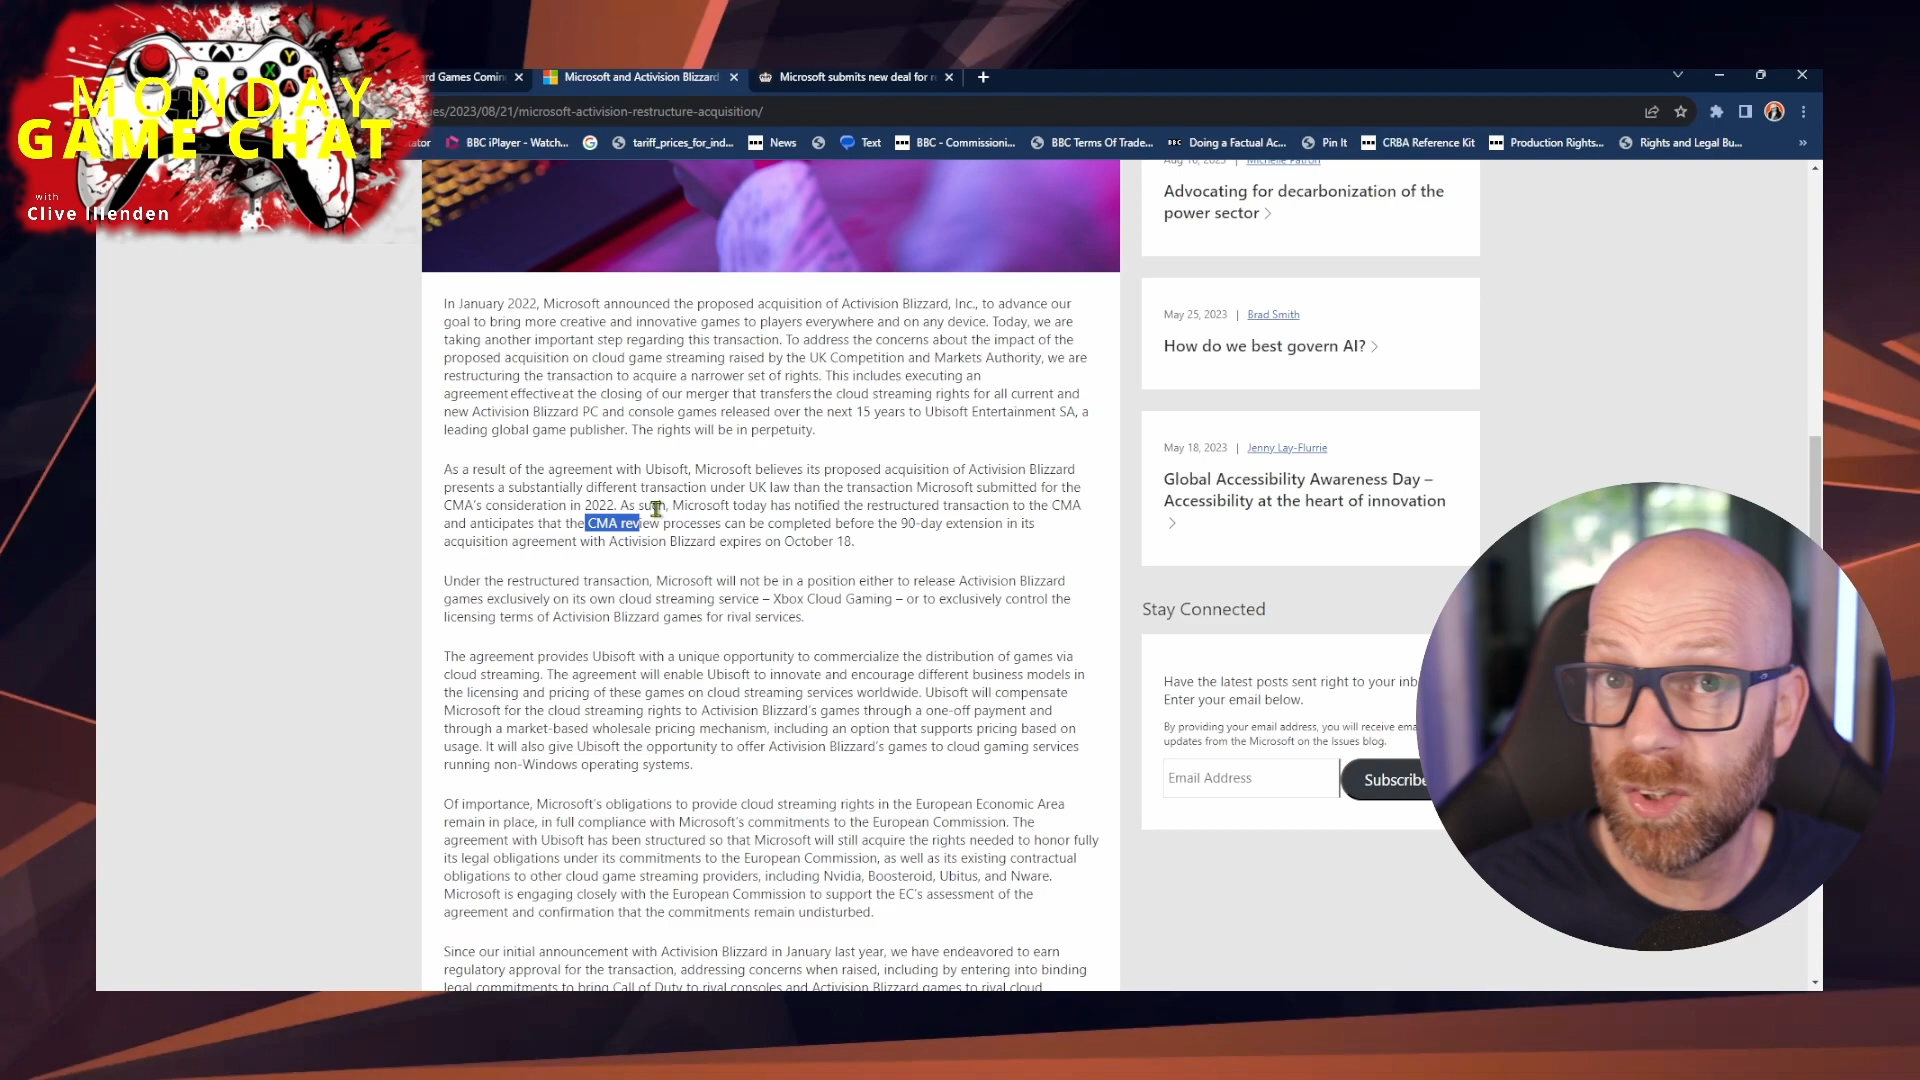 MONDAY
GAME CHAT
with
Clive Illenden
rd Games Comin
Microsoft and Activision Blizzard
Microsoft submits new deal for r
ues/2023/08/21/microsoft-activision-restructure-acquisition/
tator
BBC iPlayer - Watch...
tariff_prices_for_ind...
News
Text
BBC - Commissioni...
BBC Terms Of Trade...
BBC
Doing a Factual Ac...
Pin It
CRBA Reference Kit
Production Rights...
Rights and Legal Bu...
»
In January 2022, Microsoft announced the proposed acquisition of Activision Blizzard, Inc., to advance our
goal to bring more creative and innovative games to players everywhere and on any device. Today, we are
taking another important step regarding this transaction. To address the concerns about the impact of the
proposed acquisition on cloud game streaming raised by the UK Competition and Markets Authority, we are
restructuring the transaction to acquire a narrower set of rights. This includes executing an
agreement effective at the closing of our merger that transfers the cloud streaming rights for all current and
new Activision Blizzard PC and console games released over the next 15 years to Ubisoft Entertainment SA, a
leading global game publisher. The rights will be in perpetuity.
As a result of the agreement with Ubisoft, Microsoft believes its proposed acquisition of Activision Blizzard
presents a substantially different transaction under UK law than the transaction Microsoft submitted for the
CMA's consideration in 2022. As such, Microsoft today has notified the restructured transaction to the CMA
and anticipates that the CMA review processes can be completed before the 90-day extension in its
acquisition agreement with Activision Blizzard expires on October 18.
Under the restructured transaction, Microsoft will not be in a position either to release Activision Blizzard
games exclusively on its own cloud streaming service – Xbox Cloud Gaming – or to exclusively control the
licensing terms of Activision Blizzard games for rival services.
The agreement provides Ubisoft with a unique opportunity to commercialize the distribution of games via
cloud streaming. The agreement will enable Ubisoft to innovate and encourage different business models in
the licensing and pricing of these games on cloud streaming services worldwide. Ubisoft will compensate
Microsoft for the cloud streaming rights to Activision Blizzard's games through a one-off payment and
through a market-based wholesale pricing mechanism, including an option that supports pricing based on
usage. It will also give Ubisoft the opportunity to offer Activision Blizzard's games to cloud gaming services
running non-Windows operating systems.
Of importance, Microsoft's obligations to provide cloud streaming rights in the European Economic Area
remain in place, in full compliance with Microsoft's commitments to the European Commission. The
agreement with Ubisoft has been structured so that Microsoft will still acquire the rights needed to honor fully
its legal obligations under its commitments to the European Commission, as well as its existing contractual
obligations to other cloud game streaming providers, including Nvidia, Boosteroid, Ubitus, and Nware.
Microsoft is engaging closely with the European Commission to support the EC's assessment of the
agreement and confirmation that the commitments remain undisturbed.
Since our initial announcement with Activision Blizzard in January last year, we have endeavored to earn
regulatory approval for the transaction, addressing concerns when raised, including by entering into binding
legal commitments to bring Call of Duty to rival consoles and Activision Blizzard games to rival cloud
Aug 16, 2023 | Michelle Patron
Advocating for decarbonization of the
power sector >
May 25, 2023 | Brad Smith
How do we best govern AI? >
May 18, 2023 | Jenny Lay-Flurrie
Global Accessibility Awareness Day –
Accessibility at the heart of innovation
>
Stay Connected
Have the latest posts sent right to your inb
Enter your email below.
By providing your email address, you will receive ema
updates from the Microsoft on the Issues blog.
Email Address
Subscribe